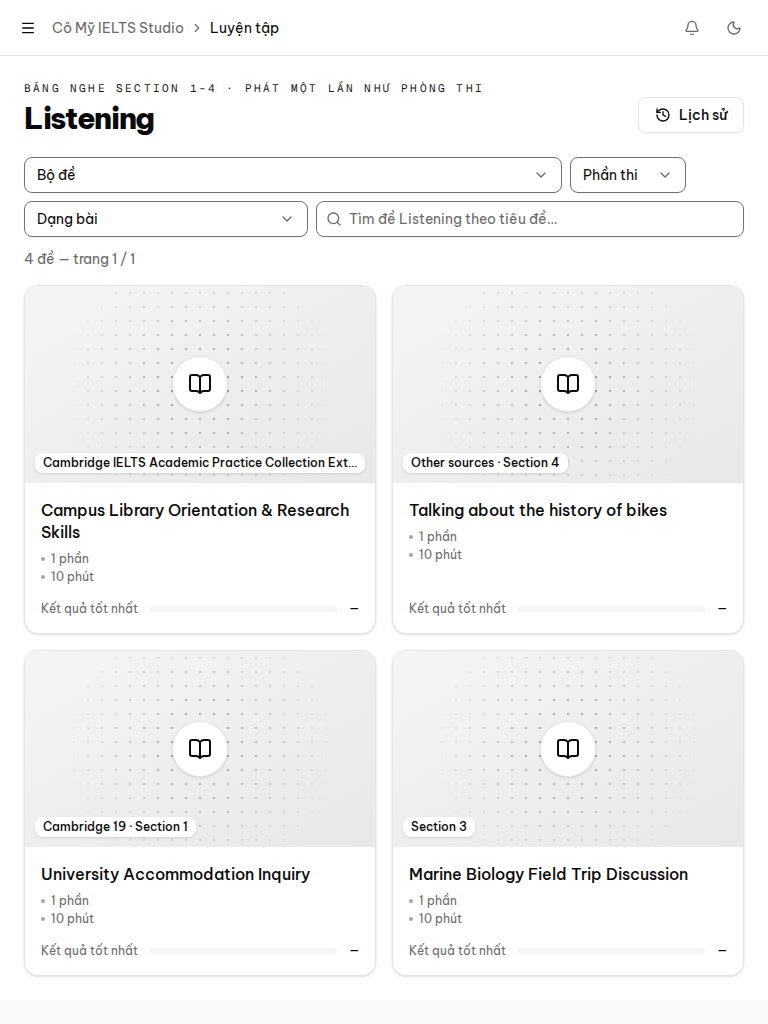 Cô Mỹ IELTS Studio > Luyện tập
BĂNG NGHE SECTION 1–4 · PHÁT MỘT LẦN NHƯ PHÒNG THI
Listening
Lịch sử
Bộ đề
Phần thi
Dạng bài
Tìm đề Listening theo tiêu đề…
4 đề — trang 1 / 1
Cambridge IELTS Academic Practice Collection Ext…
Campus Library Orientation & Research
Skills
1 phần
10 phút
Kết quả tốt nhất –
Other sources · Section 4
Talking about the history of bikes
1 phần
10 phút
Kết quả tốt nhất –
Cambridge 19 · Section 1
University Accommodation Inquiry
1 phần
10 phút
Kết quả tốt nhất –
Section 3
Marine Biology Field Trip Discussion
1 phần
10 phút
Kết quả tốt nhất –